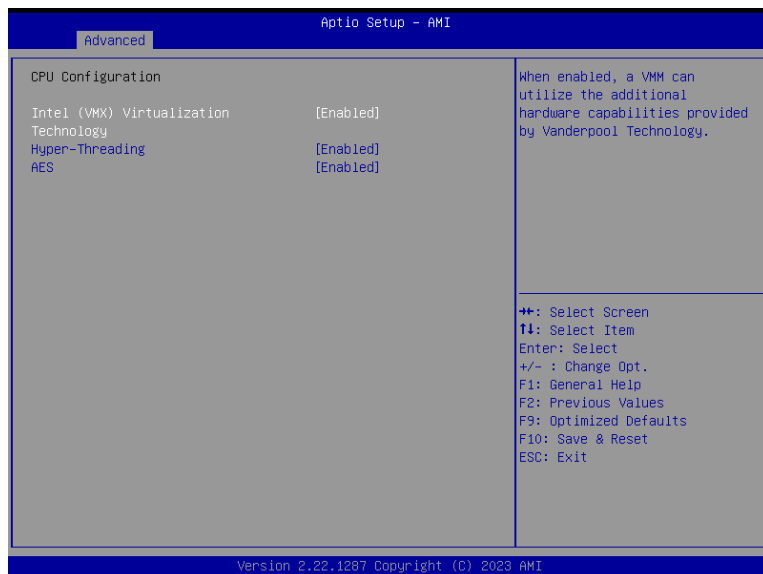 Aptio Setup – AMI
Advanced
CPU Configuration
Intel (VMX) Virtualization [Enabled]
Technology
Hyper-Threading [Enabled]
AES [Enabled]
When enabled, a VMM can
utilize the additional
hardware capabilities provided
by Vanderpool Technology.
→←: Select Screen
↑↓: Select Item
Enter: Select
+/- : Change Opt.
F1: General Help
F2: Previous Values
F9: Optimized Defaults
F10: Save & Reset
ESC: Exit
Version 2.22.1287 Copyright (C) 2023 AMI